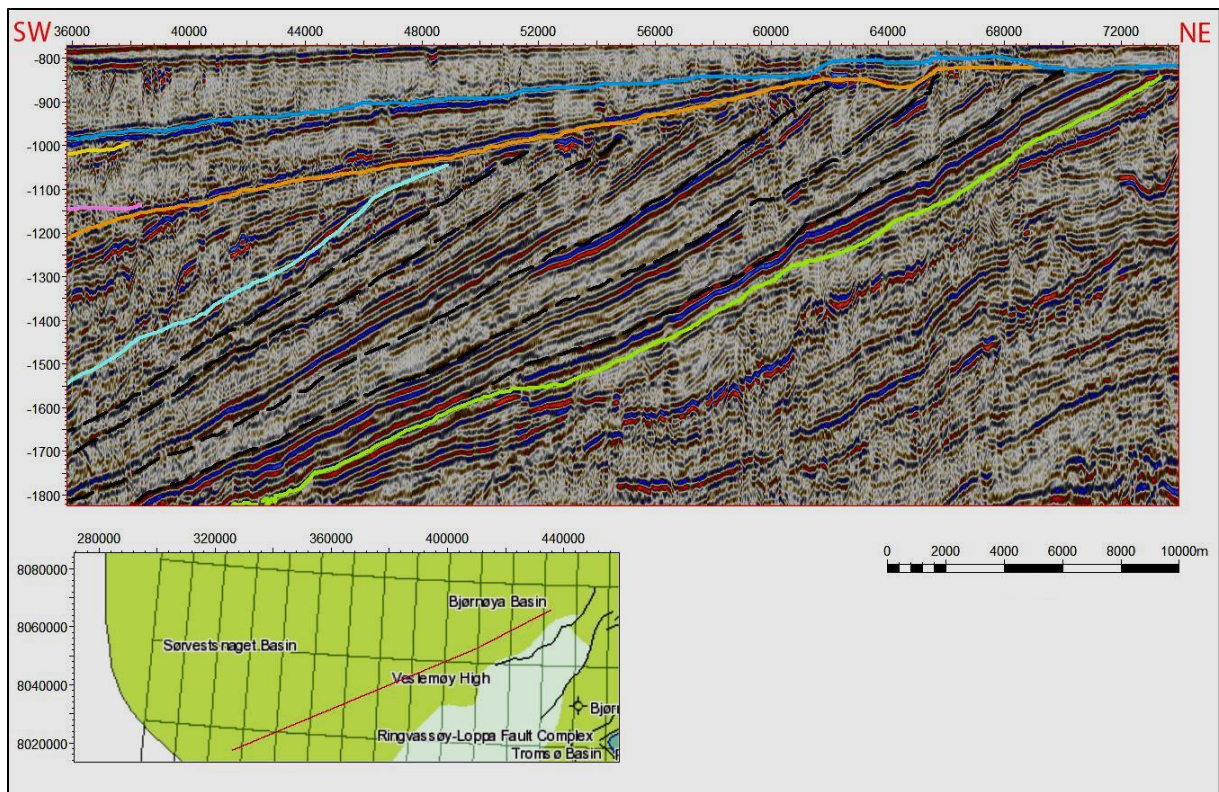 SW 36000 40000 44000 48000 52000 56000 60000 64000 68000 72000 NE
-800
-900
-1000
-1100
-1200
-1300
-1400
-1500
-1600
-1700
-1800
280000 320000 360000 400000 440000
8080000
8060000
8040000
8020000
Bjørnøya Basin
Sørvestsnaget Basin
Veslemøy High
Bjørn
Ringvassøy-Loppa Fault Complex
Tromsø Basin
0 2000 4000 6000 8000 10000m